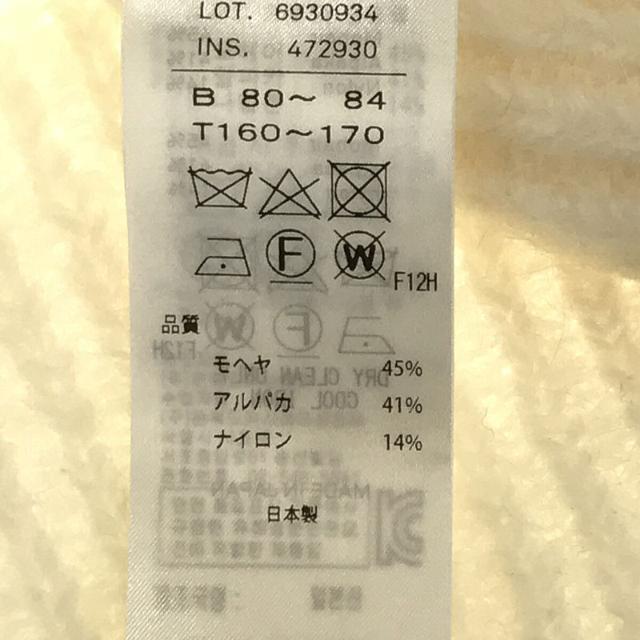 LOT. 6930934
INS. 472930
B 80～ 84
T160～170
F W
F12H
品質
モヘヤ 45%
アルパカ 41%
ナイロン 14%
日本製